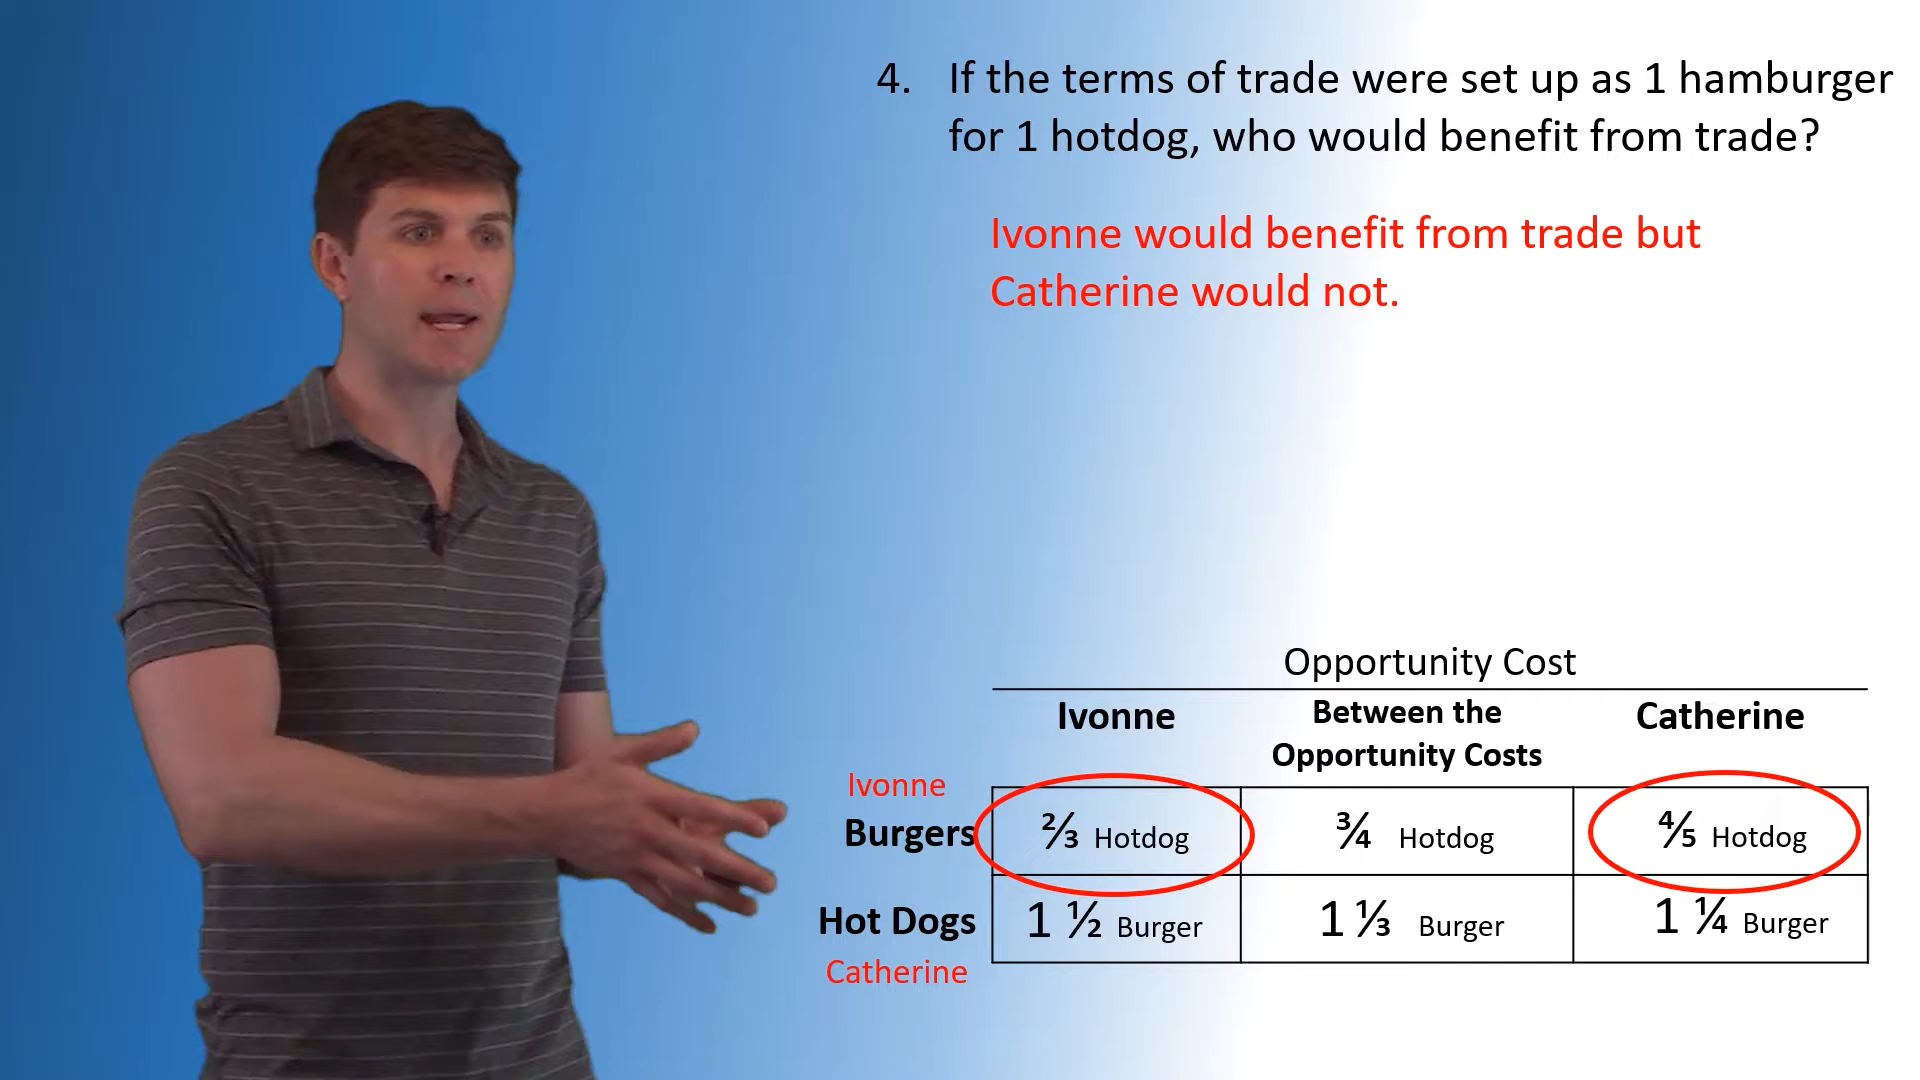 4. If the terms of trade were set up as 1 hamburger
for 1 hotdog, who would benefit from trade?
Ivonne would benefit from trade but
Catherine would not.
Opportunity Cost
Ivonne
Between the
Opportunity Costs
Catherine
Ivonne
Burgers
⅔ Hotdog
¾ Hotdog
⅘ Hotdog
Hot Dogs
1 ½ Burger
1 ⅓ Burger
1 ¼ Burger
Catherine